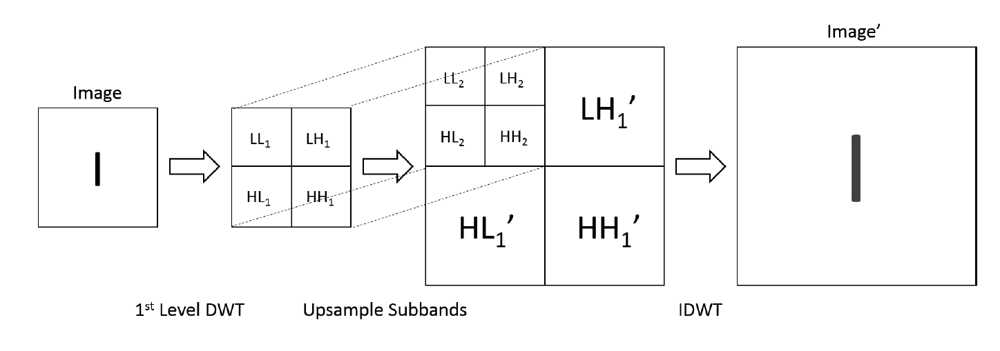 Image
LL₁ LH₁
HL₁ HH₁
LL₂ LH₂
HL₂ HH₂
LH₁’
HL₁’ HH₁’
Image’
1ˢᵗ Level DWT
Upsample Subbands
IDWT